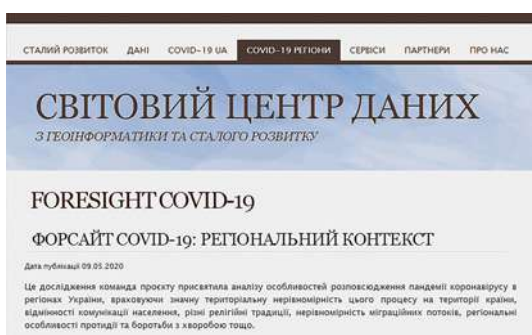 СТАЛИЙ РОЗВИТОК ДАНІ COVID-19 UA COVID-19 РЕГІОНИ СЕРВІСИ ПАРТНЕРИ ПРО НАС
СВІТОВИЙ ЦЕНТР ДАНИХ
З ГЕОІНФОРМАТИКИ ТА СТАЛОГО РОЗВИТКУ
FORESIGHT COVID-19
ФОРСАЙТ COVID-19: РЕГІОНАЛЬНИЙ КОНТЕКСТ
Дата публікації 09.05.2020
Це дослідження команда проєкту присвятила аналізу особливостей розповсюдження пандемії коронавірусу в
регіонах України, враховуючи значну територіальну нерівномірність цього процесу на території країни,
відмінності комунікації населення, різні релігійні традиції, нерівномірність міграційних потоків, регіональні
особливості протидії та боротьби з хворобою тощо.